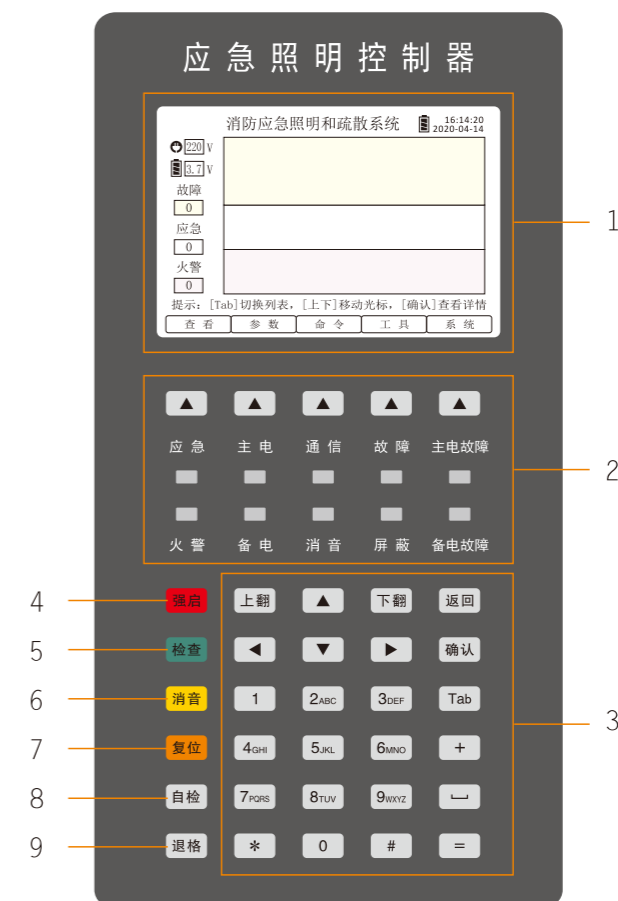 应急照明控制器
消防应急照明和疏散系统
16:14:20
2020-04-14
220 V
3.7 V
故障
0
应急
0
火警
0
提示: [Tab]切换列表, [上下]移动光标, [确认]查看详情
查看 参数 命令 工具 系统
1
应急 主电 通信 故障 主电故障
火警 备电 消音 屏蔽 备电故障
2
4 强启 上翻 ▲ 下翻 返回
5 检查 ◀ ▼ ▶ 确认
6 消音 1 2ABC 3DEF Tab
3
7 复位 4GHI 5JKL 6MNO +
8 自检 7PQRS 8TUV 9WXYZ ⎵
9 退格 * 0 # =